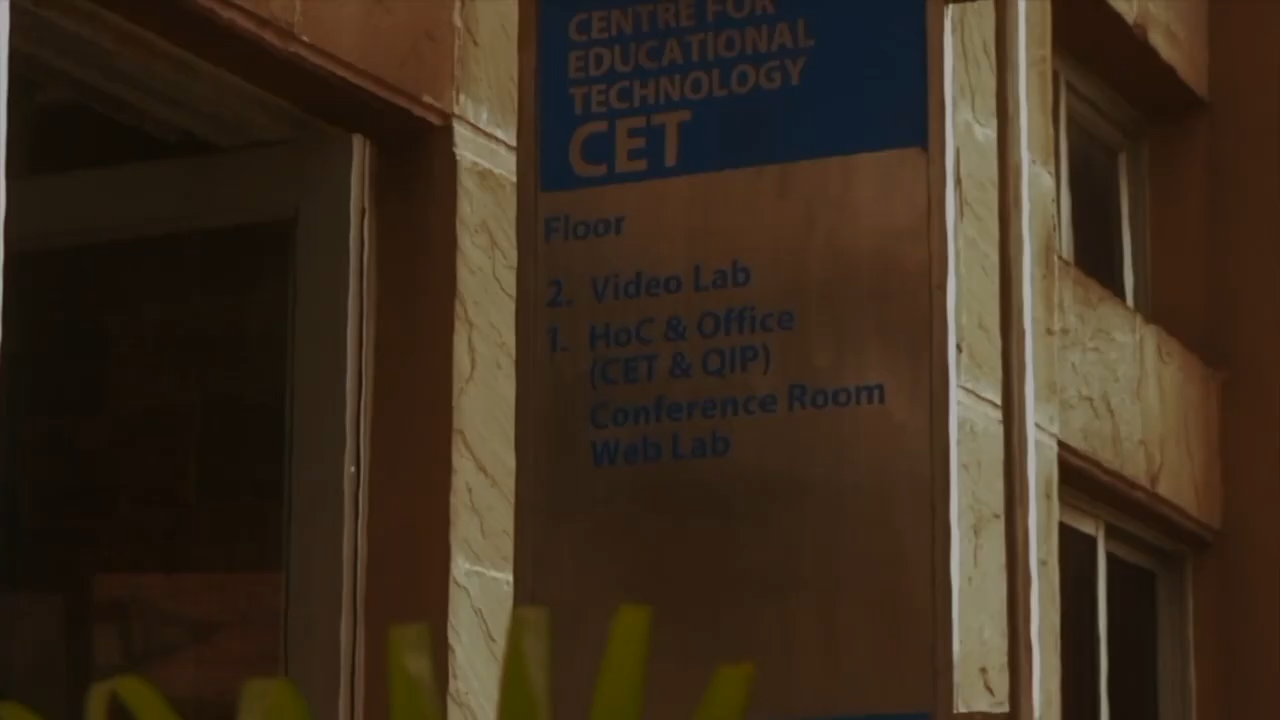 CENTRE FOR
EDUCATIONAL
TECHNOLOGY
CET
Floor
2. Video Lab
1. HoC & Office
(CET & QIP)
Conference Room
Web Lab